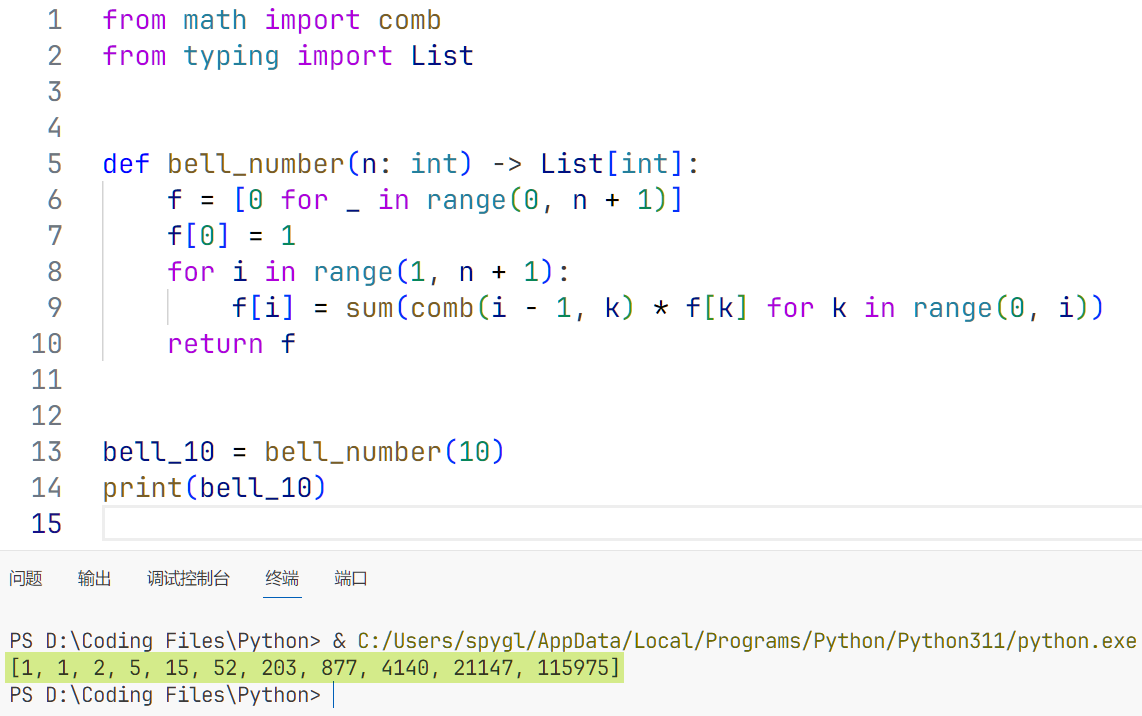 1 from math import comb
2 from typing import List
3
4
5 def bell_number(n: int) -> List[int]:
6     f = [0 for _ in range(0, n + 1)]
7     f[0] = 1
8     for i in range(1, n + 1):
9         f[i] = sum(comb(i - 1, k) * f[k] for k in range(0, i))
10     return f
11
12
13 bell_10 = bell_number(10)
14 print(bell_10)
15
问题 输出 调试控制台 终端 端口
PS D:\Coding Files\Python> & C:/Users/spygl/AppData/Local/Programs/Python/Python311/python.exe
[1, 1, 2, 5, 15, 52, 203, 877, 4140, 21147, 115975]
PS D:\Coding Files\Python>